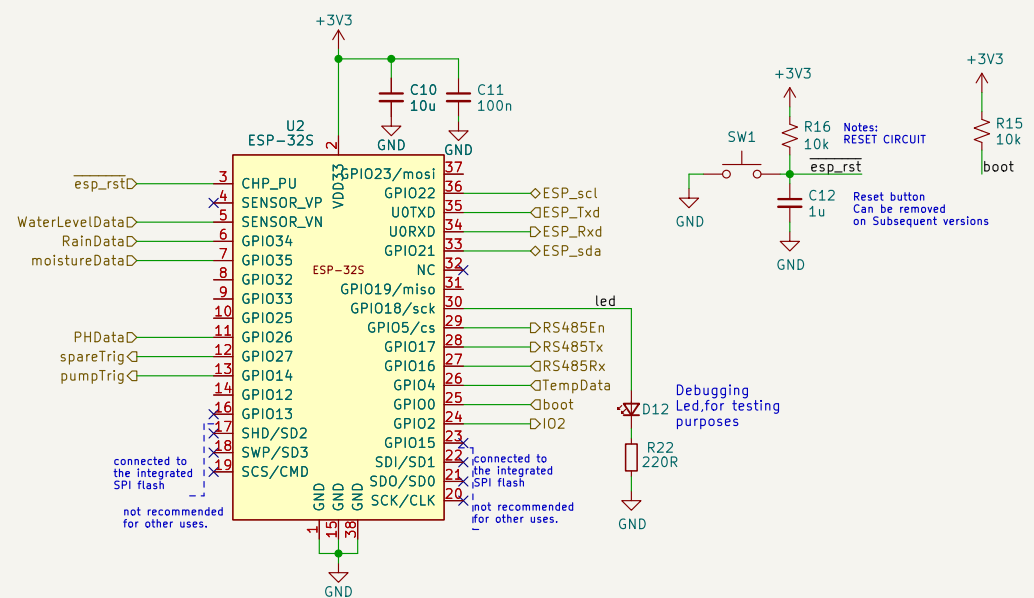 +3V3
C10
10u
C11
100n
GND
GND
U2
ESP-32S
2
VDD33
esp_rst
3
CHP_PU
4
SENSOR_VP
WaterLevelData
5
SENSOR_VN
RainData
6
GPIO34
moistureData
7
GPIO35
8
GPIO32
9
GPIO33
10
GPIO25
PHData
11
GPIO26
spareTrig
12
GPIO27
pumpTrig
13
GPIO14
14
GPIO12
16
GPIO13
17
SHD/SD2
18
SWP/SD3
19
SCS/CMD
ESP-32S
GPIO23/mosi
37
GPIO22
36
ESP_scl
U0TXD
35
ESP_Txd
U0RXD
34
ESP_Rxd
GPIO21
33
ESP_sda
NC
32
GPIO19/miso
31
GPIO18/sck
30
led
GPIO5/cs
29
RS485En
GPIO17
28
RS485Tx
GPIO16
27
RS485Rx
GPIO4
26
TempData
GPIO0
25
boot
GPIO2
24
IO2
GPIO15
23
SDI/SD1
22
SDO/SD0
21
SCK/CLK
20
connected to
the integrated
SPI flash
not recommended
for other uses.
connected to
the integrated
SPI flash
not recommended
for other uses.
GND
GND
GND
1
15
38
GND
D12
Debugging
Led,for testing
purposes
R22
220R
GND
SW1
GND
+3V3
R16
10k
Notes:
RESET CIRCUIT
esp_rst
C12
1u
Reset button
Can be removed
on Subsequent versions
GND
+3V3
R15
10k
boot